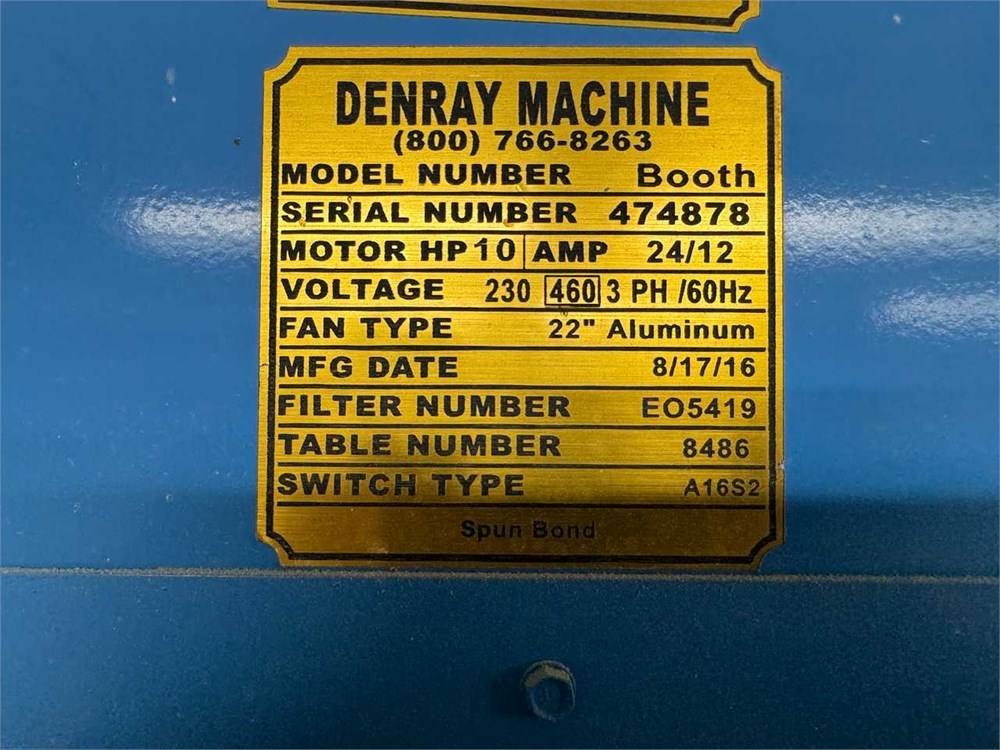 DENRAY MACHINE
(800) 766-8263
MODEL NUMBER Booth
SERIAL NUMBER 474878
MOTOR HP 10 AMP 24/12
VOLTAGE 230 460 3 PH /60Hz
FAN TYPE 22" Aluminum
MFG DATE 8/17/16
FILTER NUMBER EO5419
TABLE NUMBER 8486
SWITCH TYPE A16S2
Spun Bond